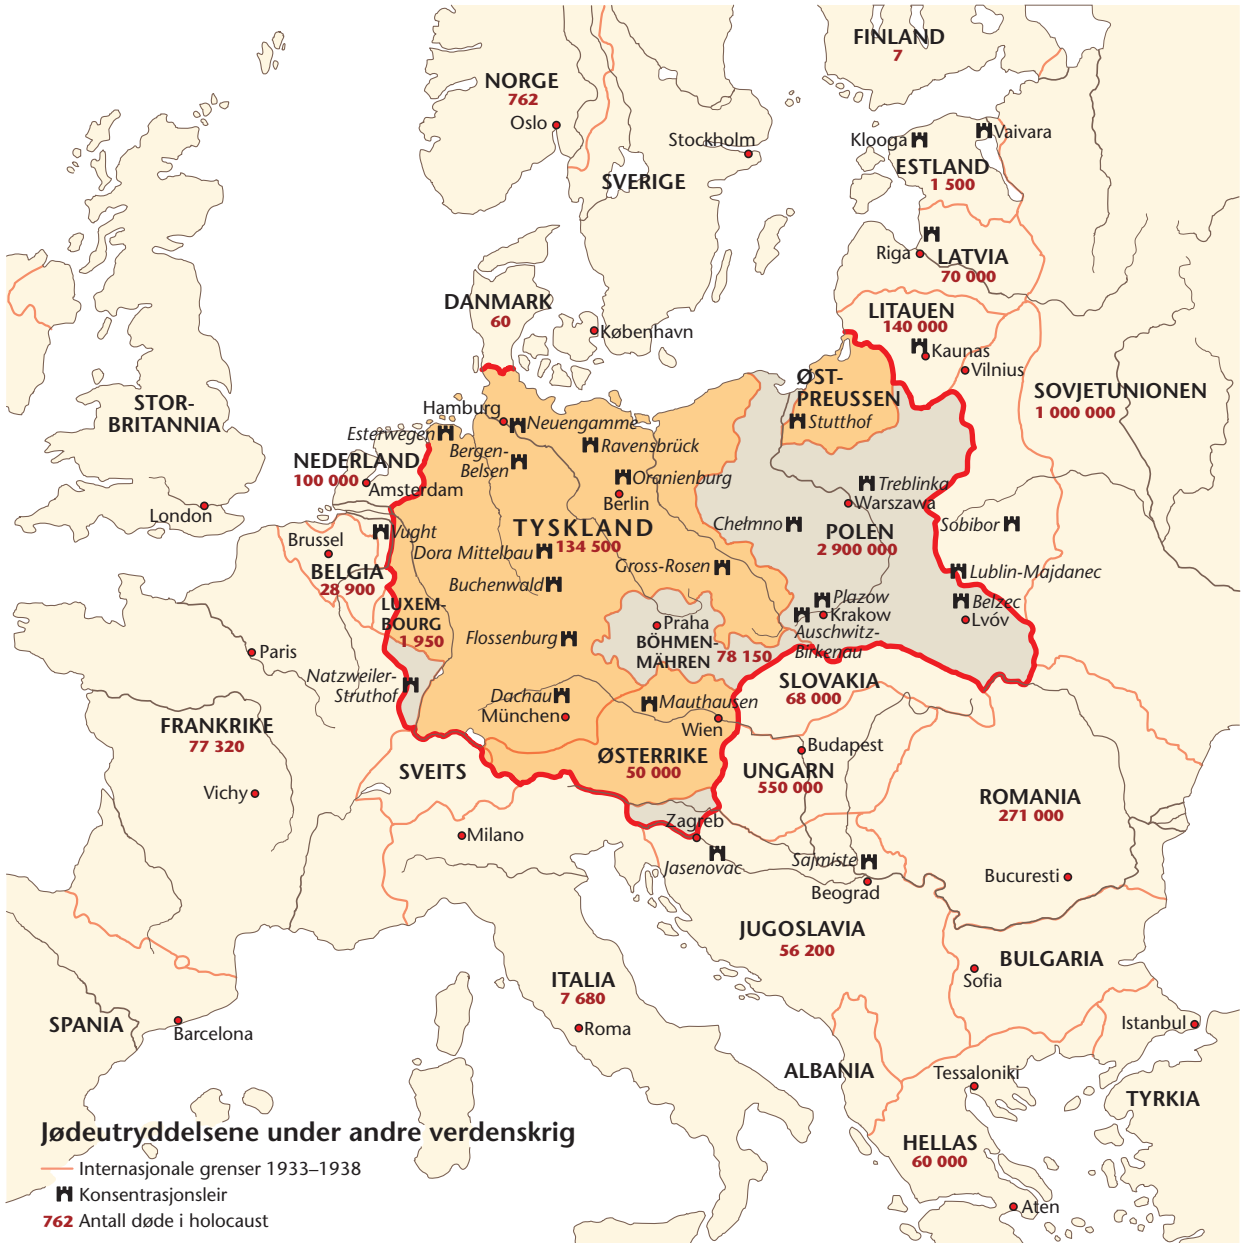 FINLAND
7
NORGE
762
Oslo
Stockholm
SVERIGE
Klooga
Vaivara
ESTLAND
1 500
Riga
LATVIA
70 000
DANMARK
60
København
LITAUEN
140 000
Kaunas
Vilnius
ØST-
PREUSSEN
Stutthof
SOVJETUNIONEN
1 000 000
STOR-
BRITANNIA
London
Hamburg
Neuengamme
Esterwegen
Bergen-
Belsen
Ravensbrück
Oranienburg
Berlin
NEDERLAND
100 000
Amsterdam
Treblinka
Warszawa
Chełmno
POLEN
2 900 000
Sobibor
TYSKLAND
134 500
Vught
Brussel
BELGIA
28 900
Dora Mittelbau
Gross-Rosen
Buchenwald
Lublin-Majdanec
LUXEM-
BOURG
1 950
Plazów
Krakow
Belzec
Lvóv
Auschwitz-
Birkenau
Praha
BÖHMEN-
MÄHREN
78 150
Flossenburg
Paris
Natzweiler-
Struthof
SLOVAKIA
68 000
Dachau
München
Mauthausen
Wien
FRANKRIKE
77 320
SVEITS
ØSTERRIKE
50 000
Budapest
UNGARN
550 000
Vichy
ROMANIA
271 000
Milano
Zagreb
Jasenovac
Sajmiste
Beograd
Bucuresti
JUGOSLAVIA
56 200
BULGARIA
Sofia
ITALIA
7 680
Roma
SPANIA
Barcelona
Istanbul
ALBANIA
Tessaloniki
TYRKIA
HELLAS
60 000
Aten
Jødeutryddelsene under andre verdenskrig
Internasjonale grenser 1933–1938
Konsentrasjonsleir
762 Antall døde i holocaust